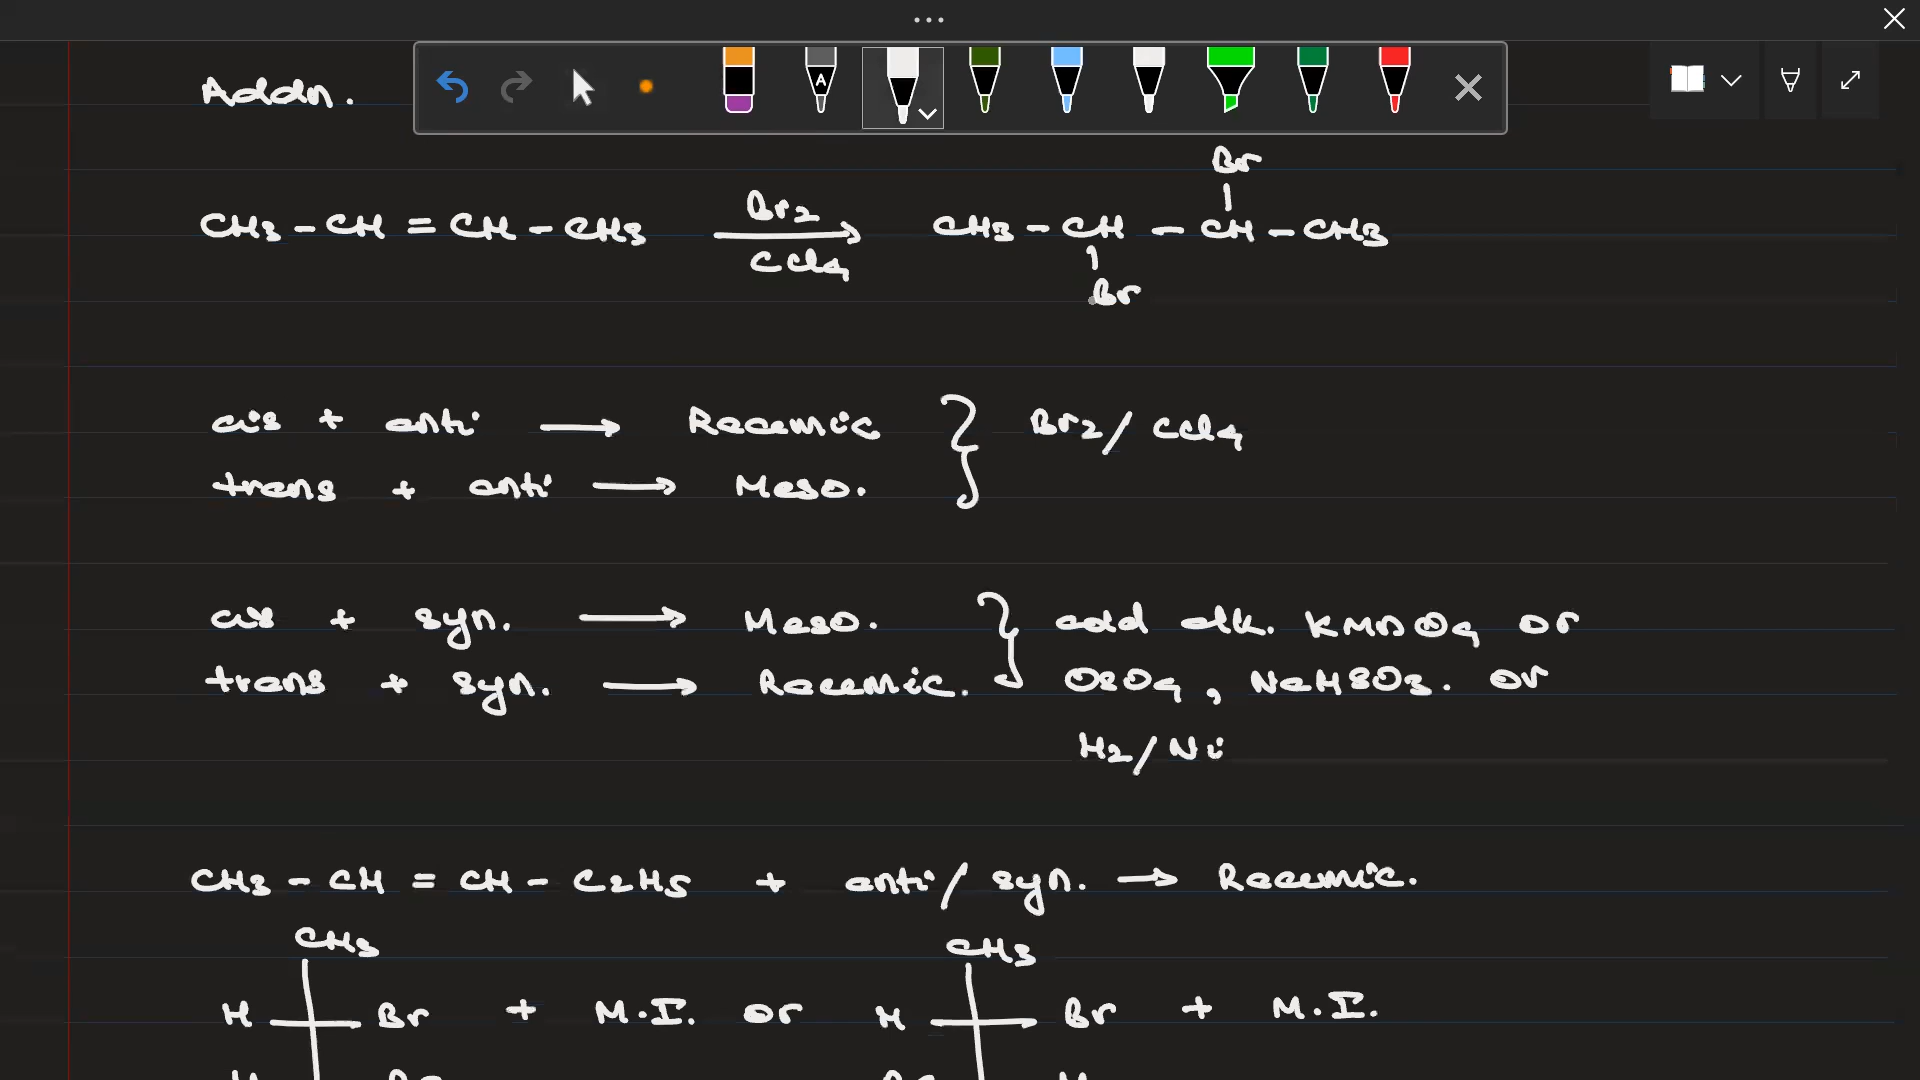 Addn.
Br
CH3 - CH = CH - CH3 Br2 CCl4 CH3 - CH - CH - CH3
Br
cis + anti → Racemic } Br2/ CCl4
trans + anti → Meso.
cis + syn. → Meso. } cold alk. KMnO4 or
trans + syn. → Racemic. OsO4, NaHSO3. or
H2/Ni
CH3 - CH = CH - C2H5 + anti/ syn. → Racemic.
CH3 CH3
H Br + M.I. or H Br + M.I.
H Br Br H